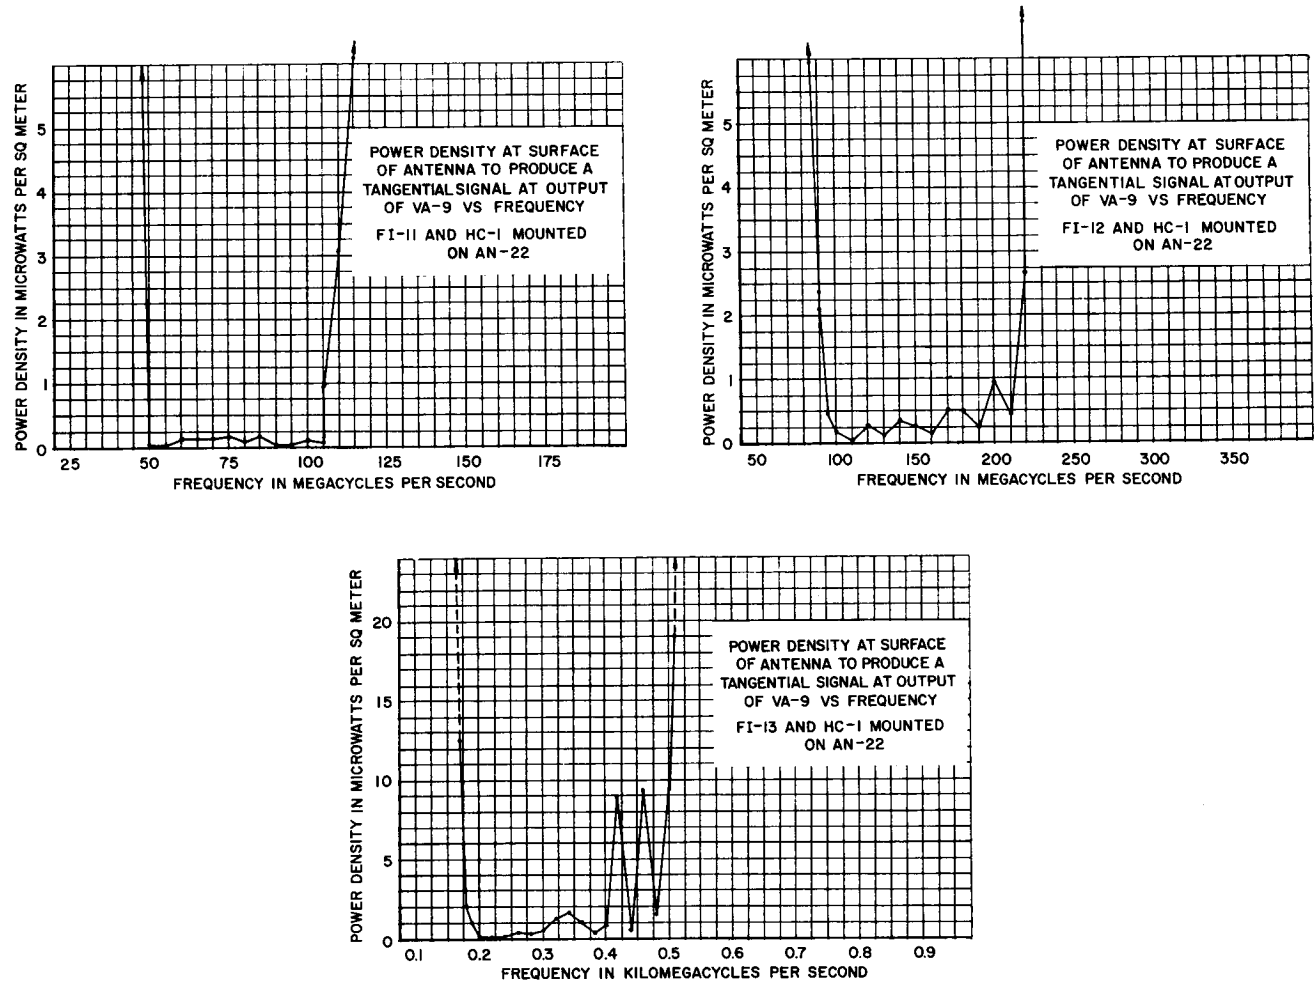 POWER DENSITY IN MICROWATTS PER SQ METER
5
4
3
2
1
0
25 50 75 100 125 150 175
FREQUENCY IN MEGACYCLES PER SECOND
POWER DENSITY AT SURFACE
OF ANTENNA TO PRODUCE A
TANGENTIAL SIGNAL AT OUTPUT
OF VA-9 VS FREQUENCY
FI-11 AND HC-1 MOUNTED
ON AN-22
POWER DENSITY IN MICROWATTS PER SQ METER
5
4
3
2
1
0
50 100 150 200 250 300 350
FREQUENCY IN MEGACYCLES PER SECOND
POWER DENSITY AT SURFACE
OF ANTENNA TO PRODUCE A
TANGENTIAL SIGNAL AT OUTPUT
OF VA-9 VS FREQUENCY
FI-12 AND HC-1 MOUNTED
ON AN-22
POWER DENSITY IN MICROWATTS PER SQ METER
20
15
10
5
0
0.1 0.2 0.3 0.4 0.5 0.6 0.7 0.8 0.9
FREQUENCY IN KILOMEGACYCLES PER SECOND
POWER DENSITY AT SURFACE
OF ANTENNA TO PRODUCE A
TANGENTIAL SIGNAL AT OUTPUT
OF VA-9 VS FREQUENCY
FI-13 AND HC-1 MOUNTED
ON AN-22